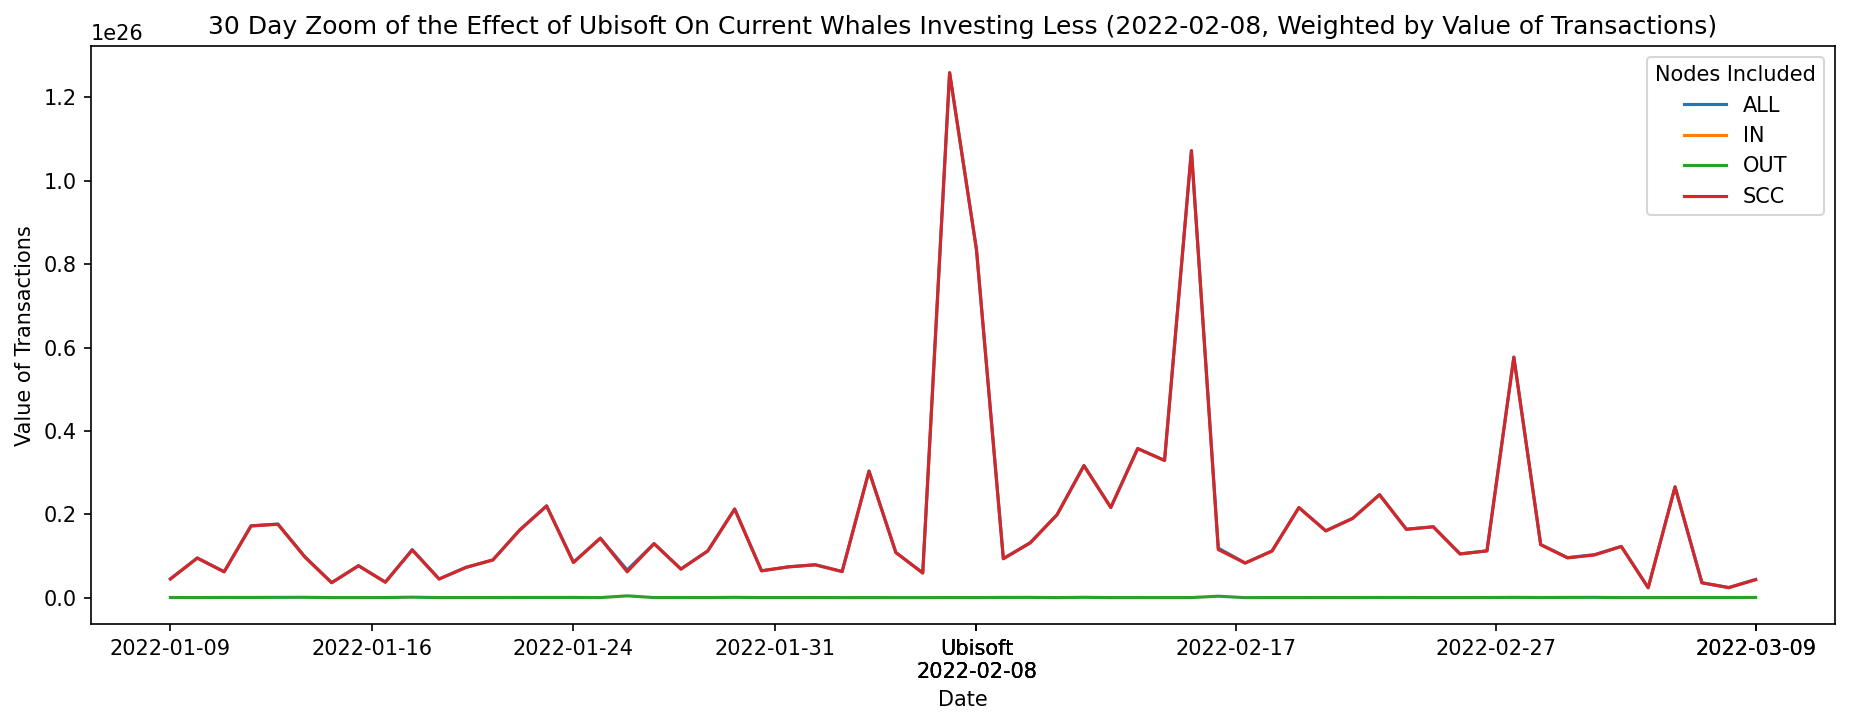 30 Day Zoom of the Effect of Ubisoft On Current Whales Investing Less (2022-02-08, Weighted by Value of Transactions)
1e26
Nodes Included
ALL
IN
OUT
SCC
Value of Transactions
1.2
1.0
0.8
0.6
0.4
0.2
0.0
2022-01-09 2022-01-16 2022-01-24 2022-01-31 Ubisoft 2022-02-17 2022-02-27 2022-03-09
2022-02-08
Date